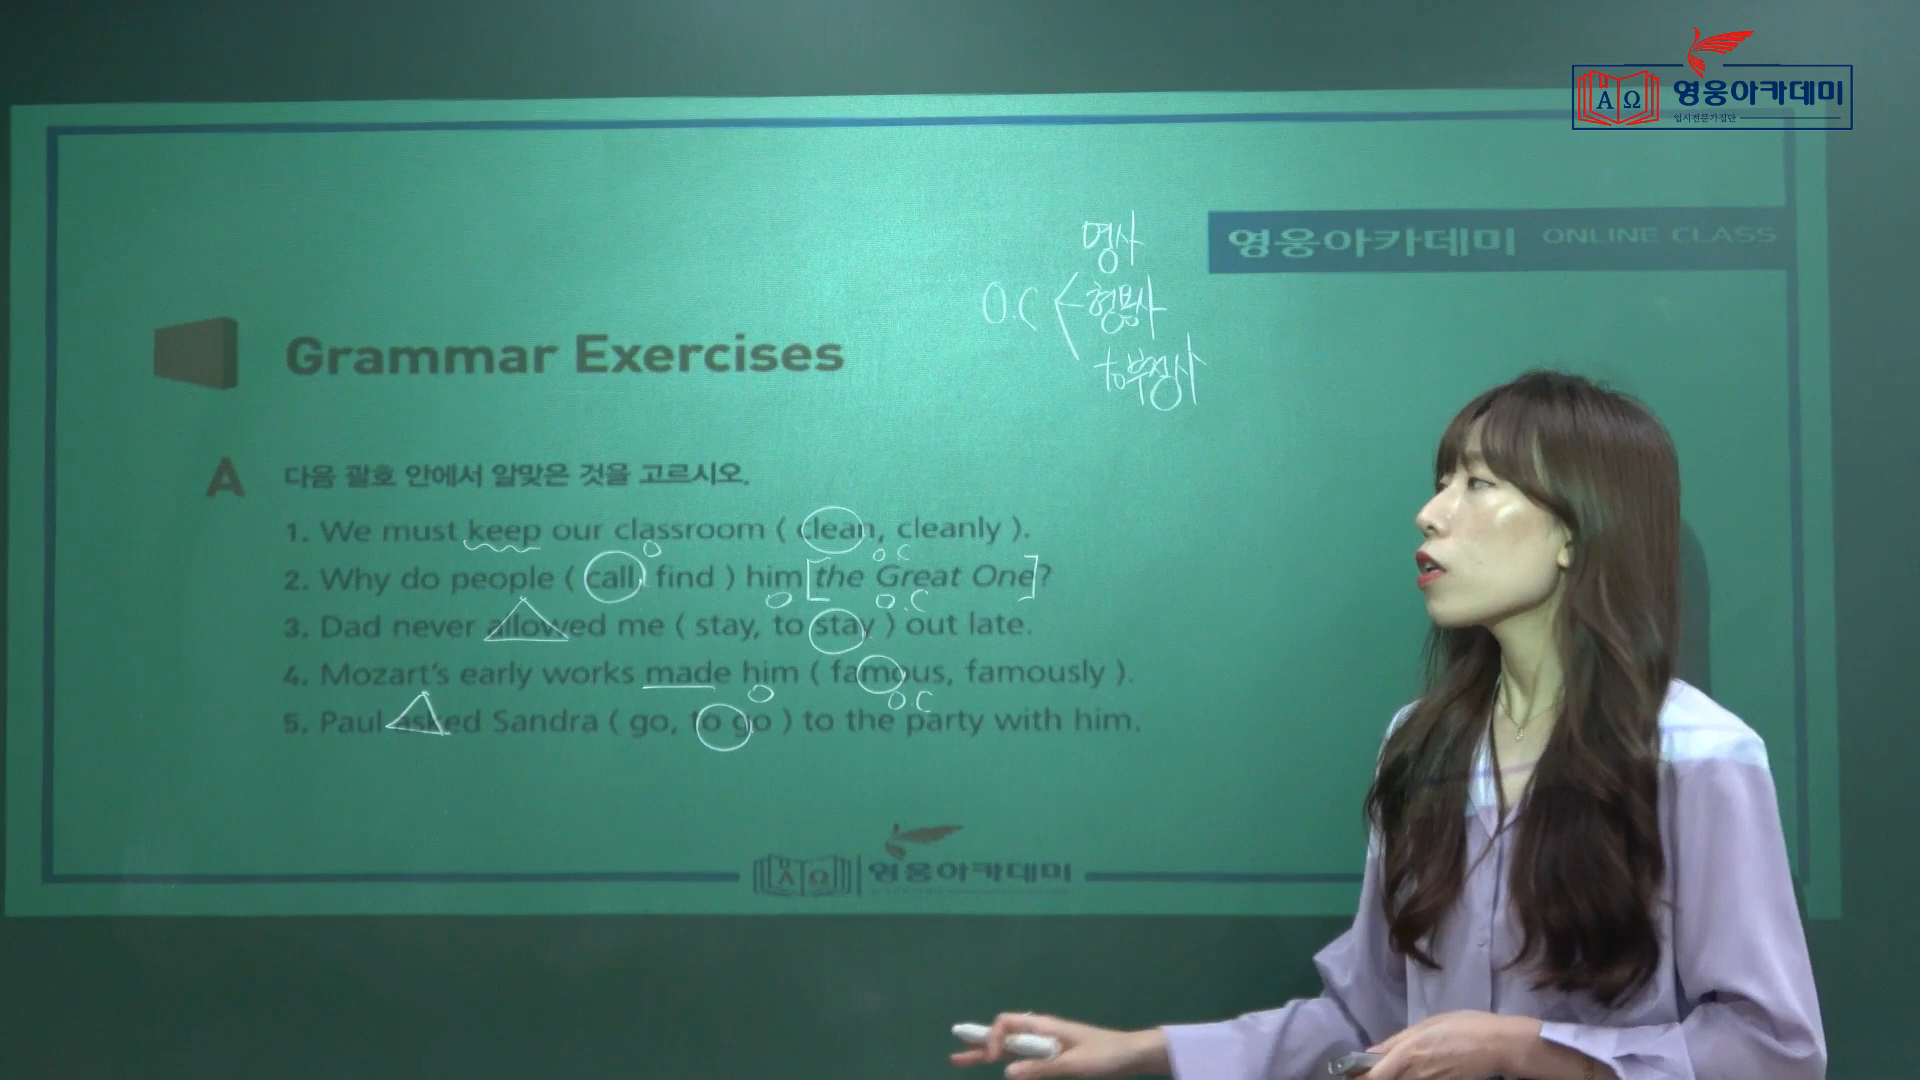 AΩ 영웅아카데미
입시전문가집단
영웅아카데미 ONLINE CLASS
명사
O.C 형용사
to부정사
Grammar Exercises
A 다음 괄호 안에서 알맞은 것을 고르시오.
1. We must keep our classroom ( clean, cleanly ).
o o.c
2. Why do people ( call, find ) him [the Great One]?
o o.c
3. Dad never allowed me ( stay, to stay ) out late.
4. Mozart's early works made him ( famous, famously ).
o o.c
5. Paul asked Sandra ( go, to go ) to the party with him.
AΩ 영웅아카데미